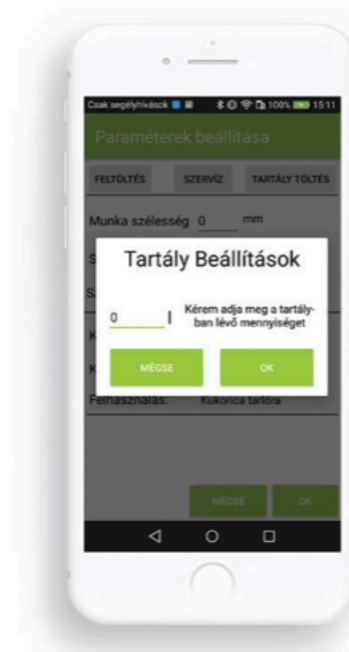 Csak segélyhívások 100% 15:11
Paraméterek beállítása
FELTÖLTÉS SZERVÍZ TARTÁLY TÖLTÉS
Munka szélesség 0 mm
S
Tartály Beállítások
S
0 l Kérem adja meg a tartály-
ban lévő mennyiséget
K
MÉGSE OK
K
Felhasználás: Kukorica tarlóra
MÉGSE OK